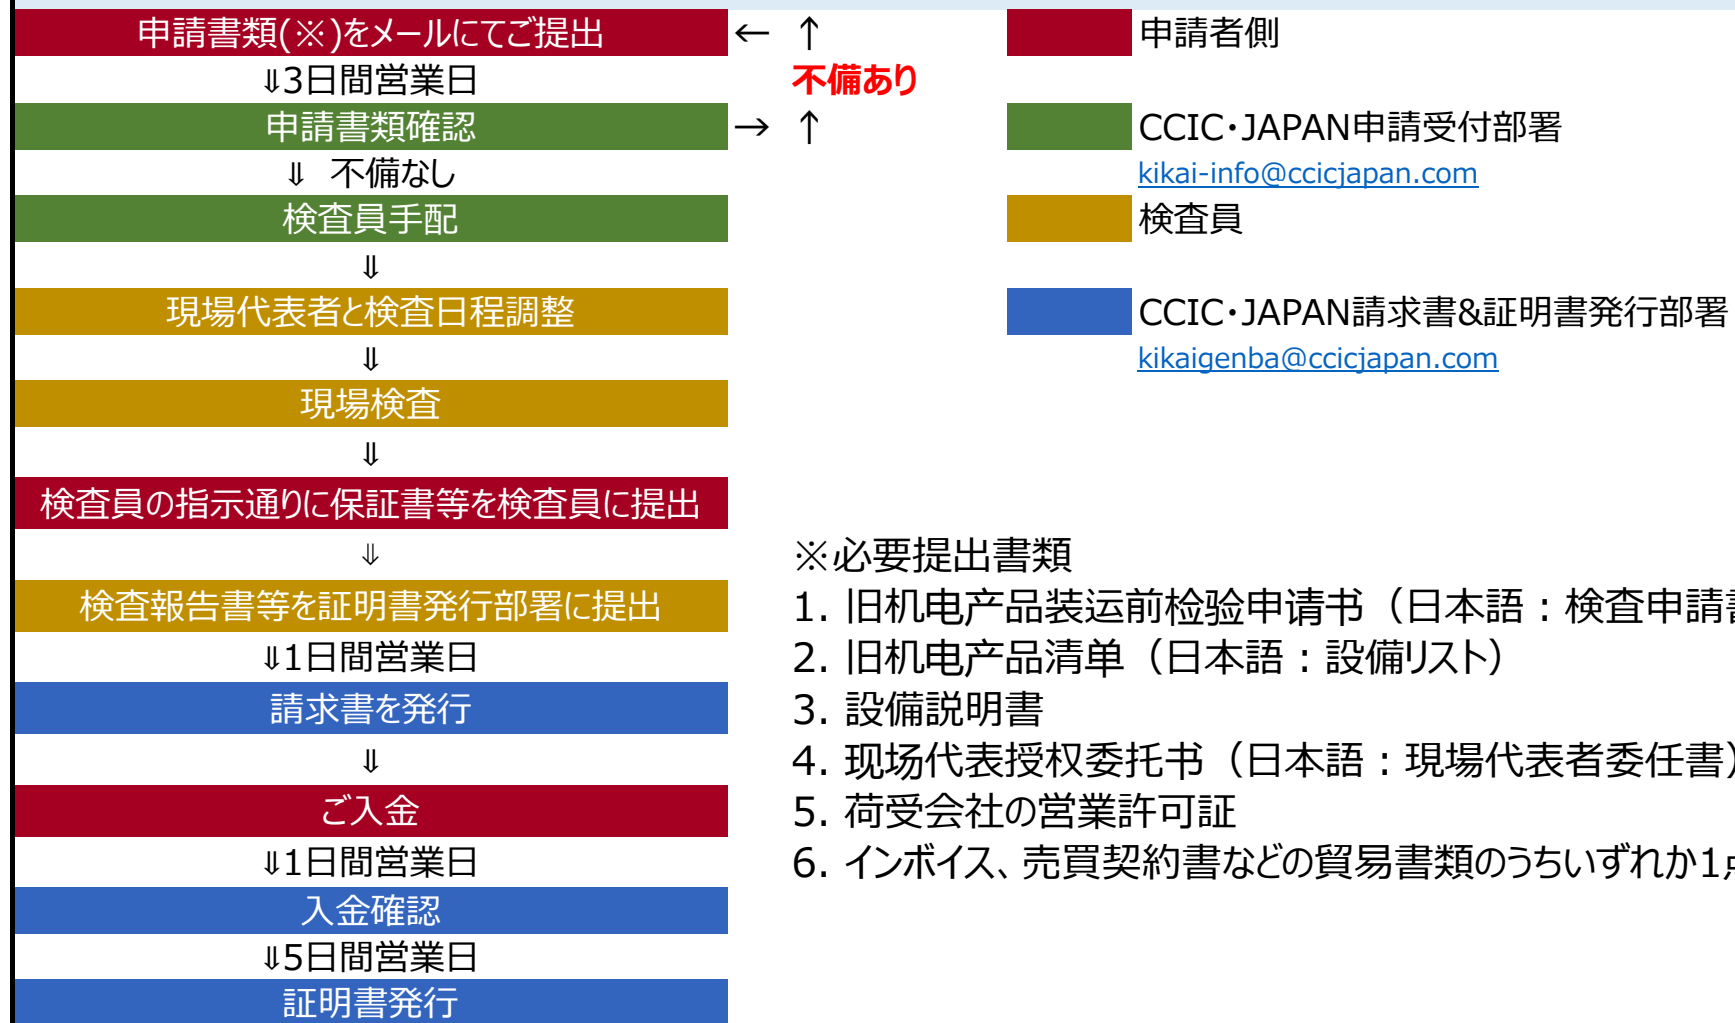 申請書類(※)をメールにてご提出
← ↑
申請者側
⇓3日間営業日
不備あり
申請書類確認
→ ↑
CCIC・JAPAN申請受付部署
⇓ 不備なし
kikai-info@ccicjapan.com
検査員手配
検査員
⇓
現場代表者と検査日程調整
CCIC・JAPAN請求書&証明書発行部署
⇓
kikaigenba@ccicjapan.com
現場検査
⇓
検査員の指示通りに保証書等を検査員に提出
⇓
※必要提出書類
検査報告書等を証明書発行部署に提出
1. 旧机电产品装运前检验申请书（日本語：検査申請
⇓1日間営業日
2. 旧机电产品清单（日本語：設備リスト）
請求書を発行
3. 設備説明書
⇓
4. 现场代表授权委托书（日本語：現場代表者委任書）
ご入金
5. 荷受会社の営業許可証
⇓1日間営業日
6. インボイス、売買契約書などの貿易書類のうちいずれか1
入金確認
⇓5日間営業日
証明書発行